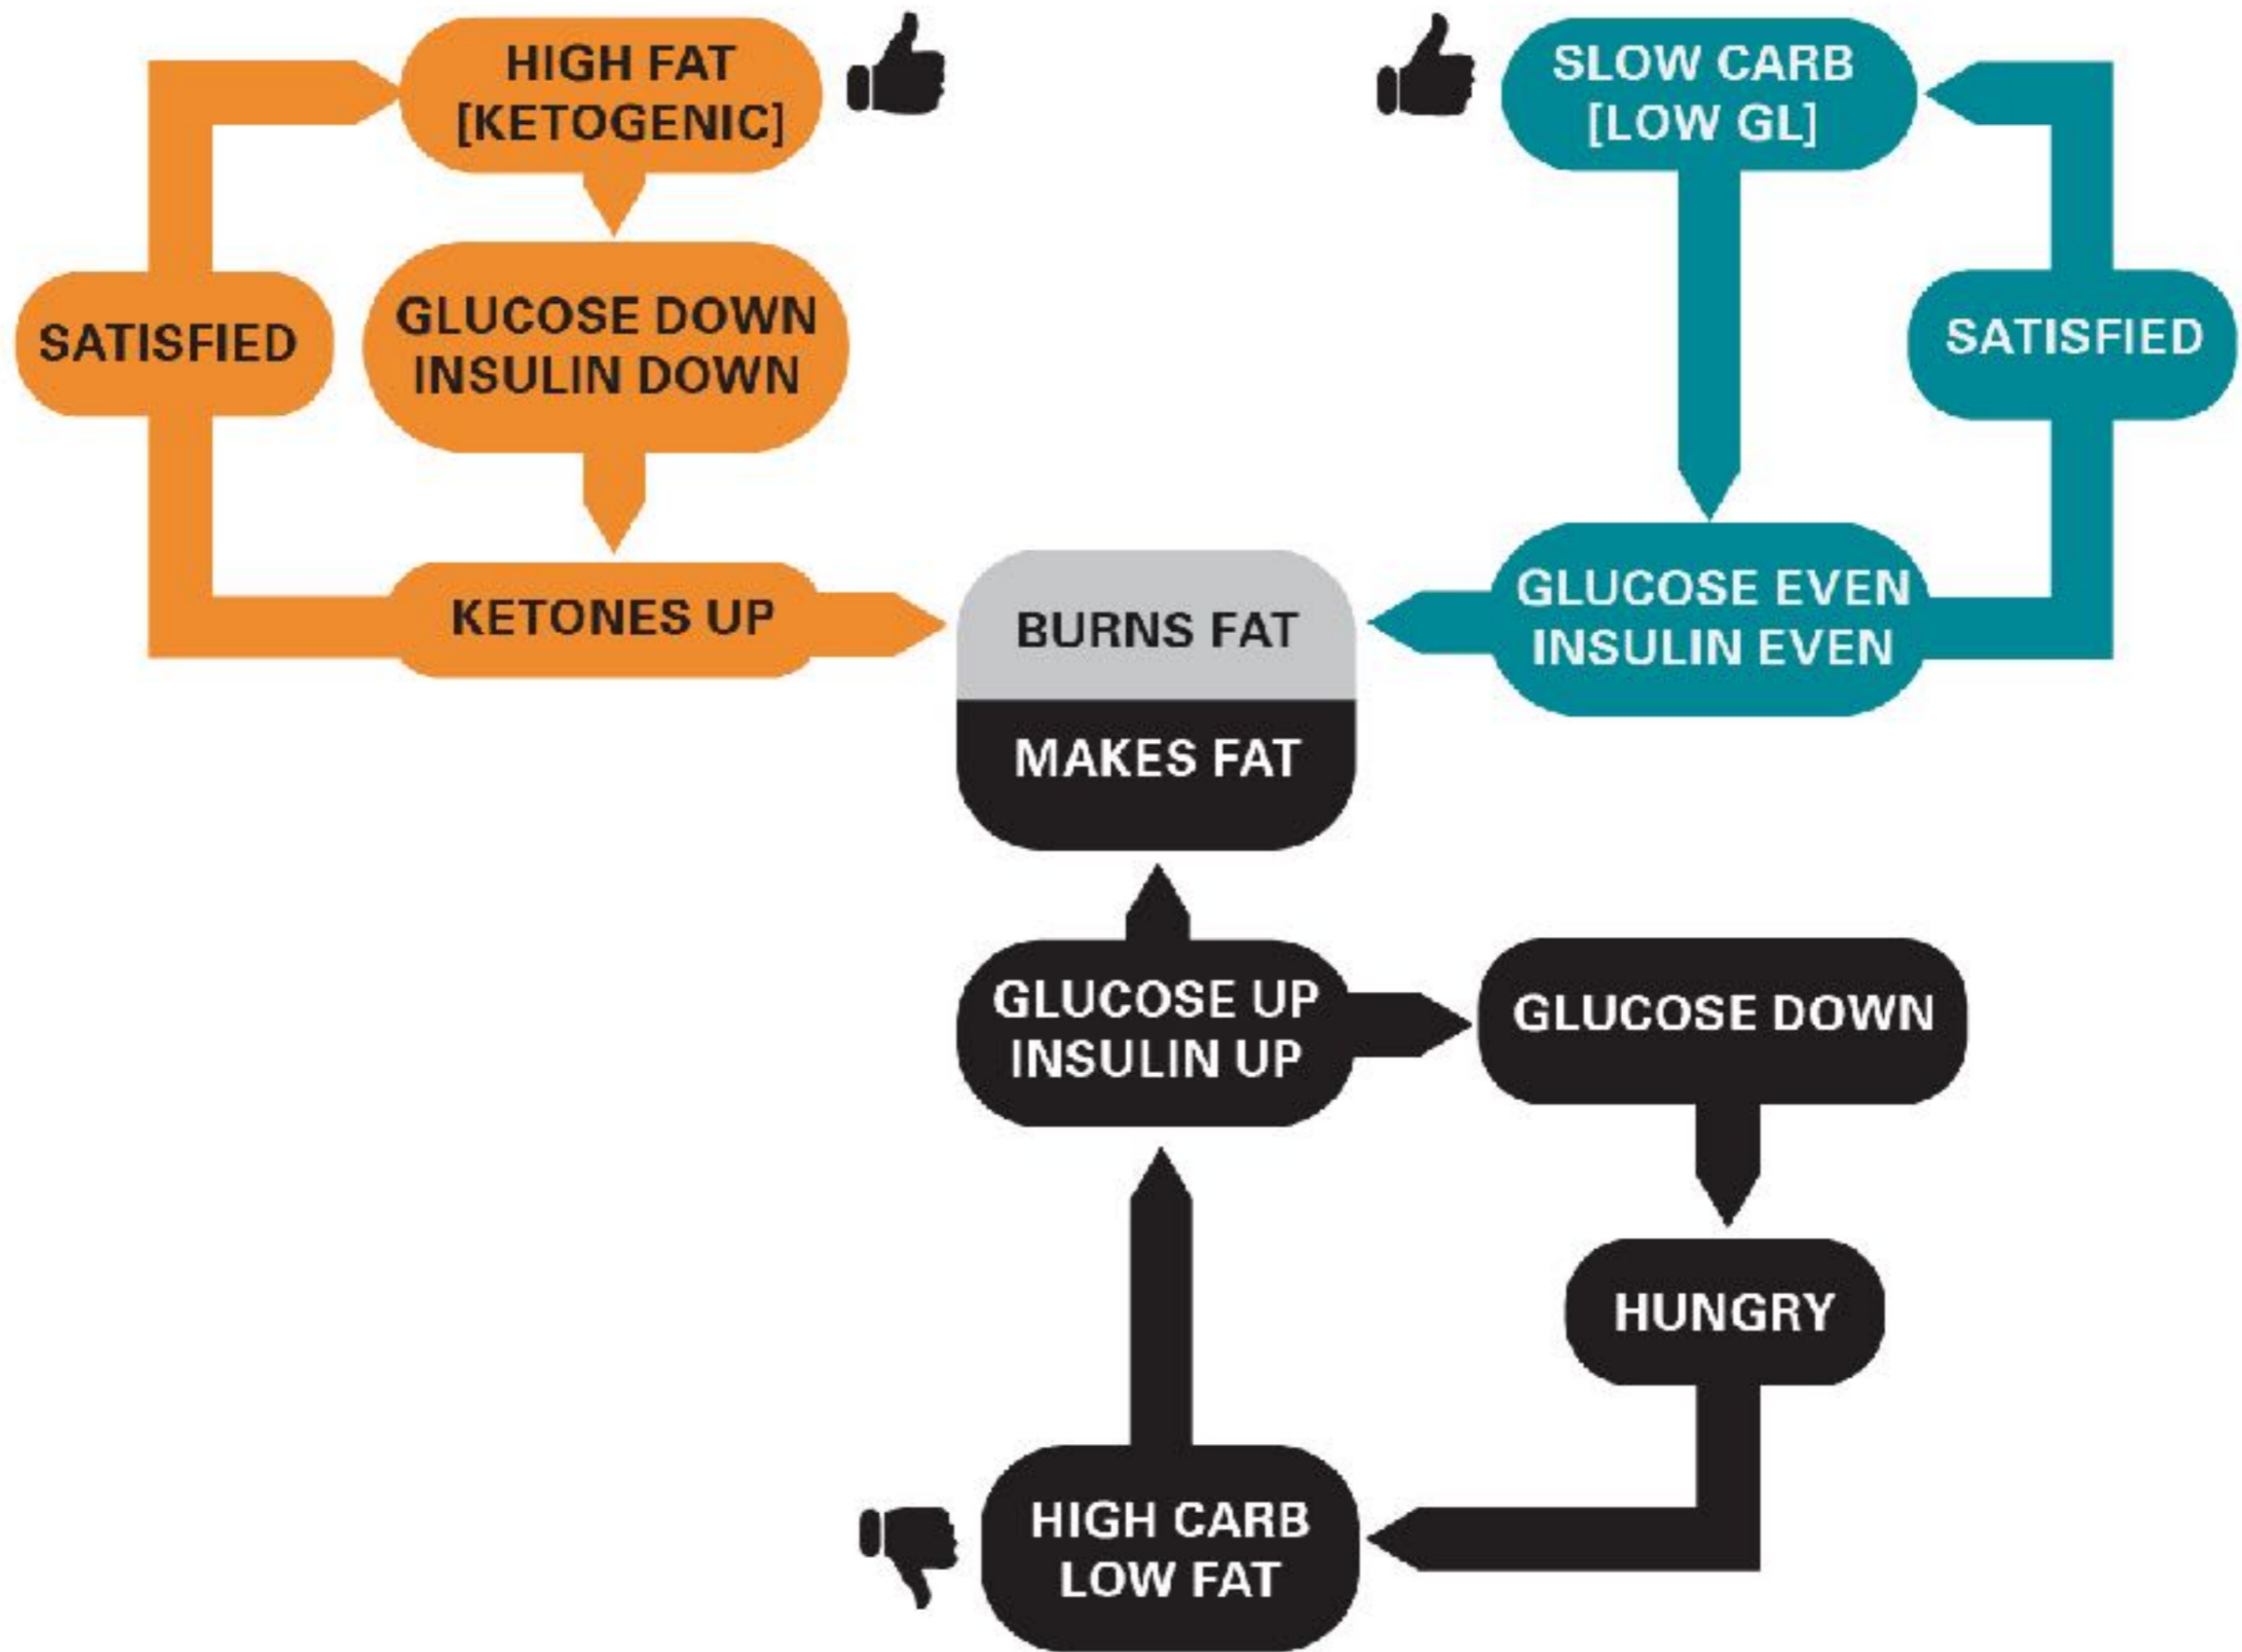 HIGH FAT
[KETOGENIC]
SLOW CARB
[LOW GL]
SATISFIED
GLUCOSE DOWN
INSULIN DOWN
SATISFIED
KETONES UP
BURNS FAT
GLUCOSE EVEN
INSULIN EVEN
MAKES FAT
GLUCOSE UP
INSULIN UP
GLUCOSE DOWN
HUNGRY
HIGH CARB
LOW FAT